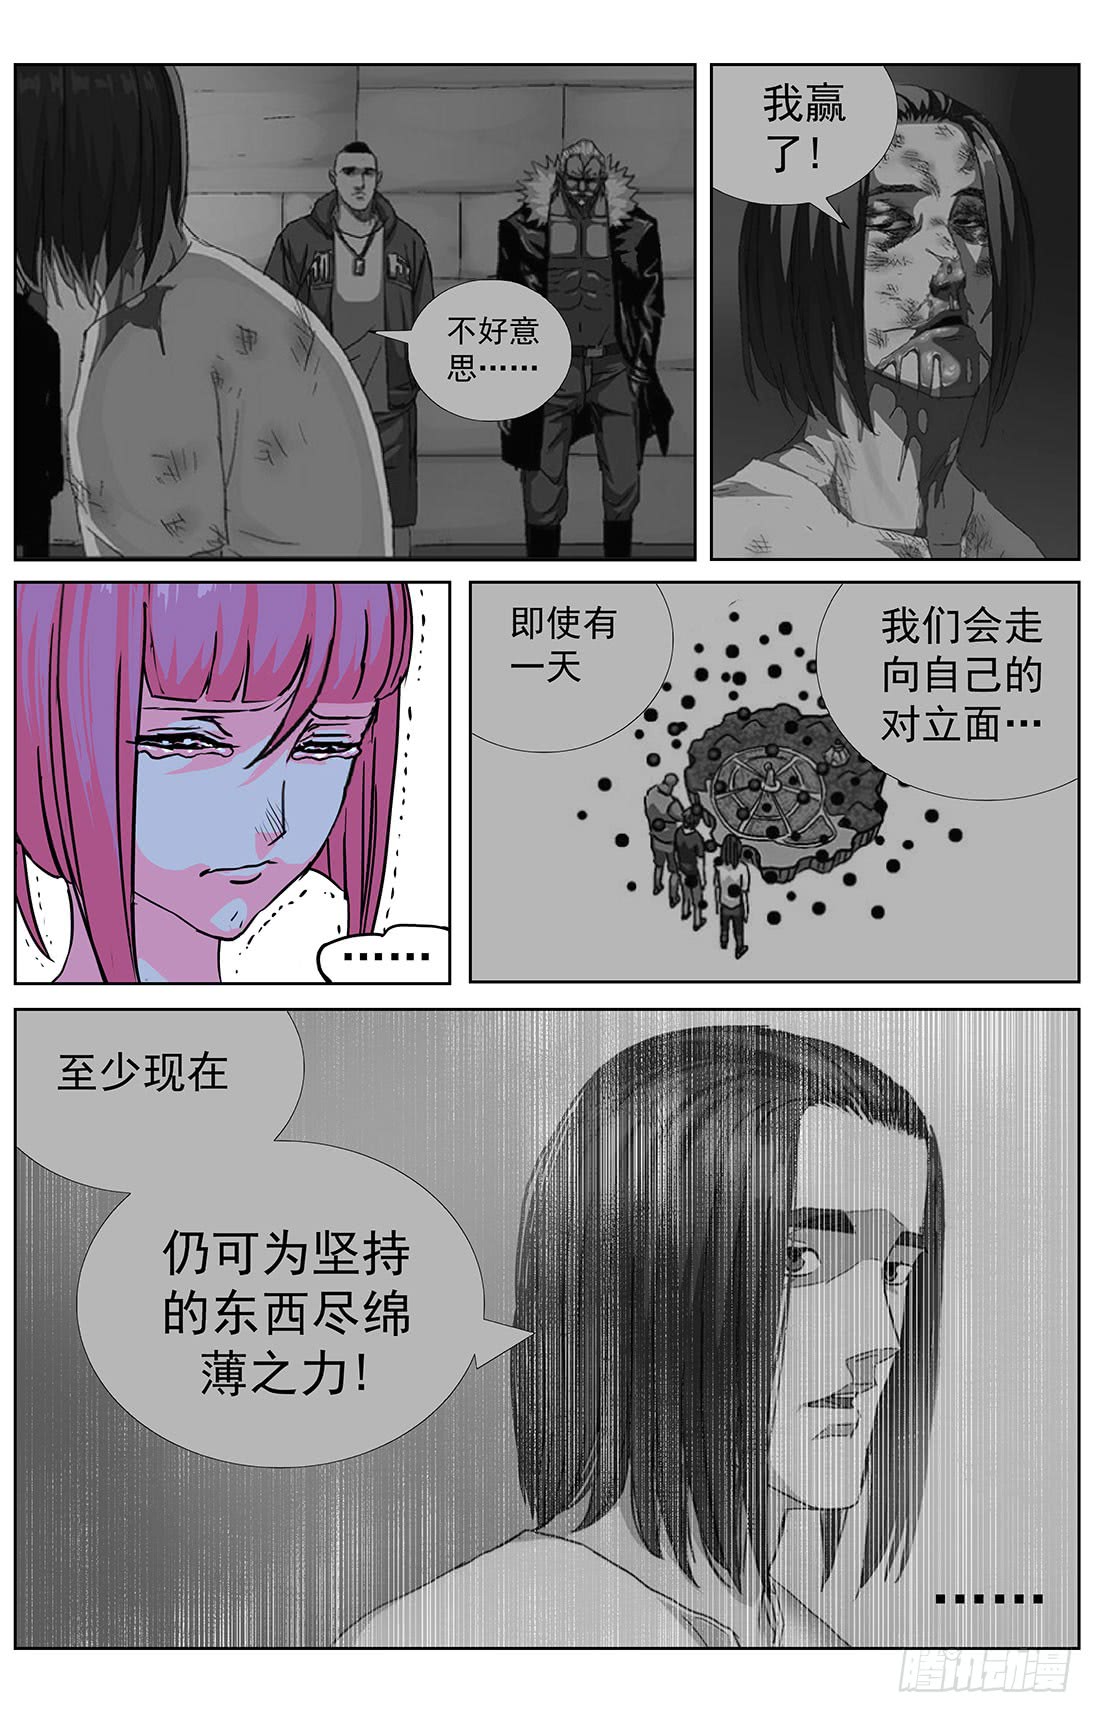 不好意
思……
我赢
了!
……
即使有
一天
我们会走
向自己的
对立面…
至少现在
仍可为坚持
的东西尽绵
薄之力!
……
腾讯动漫